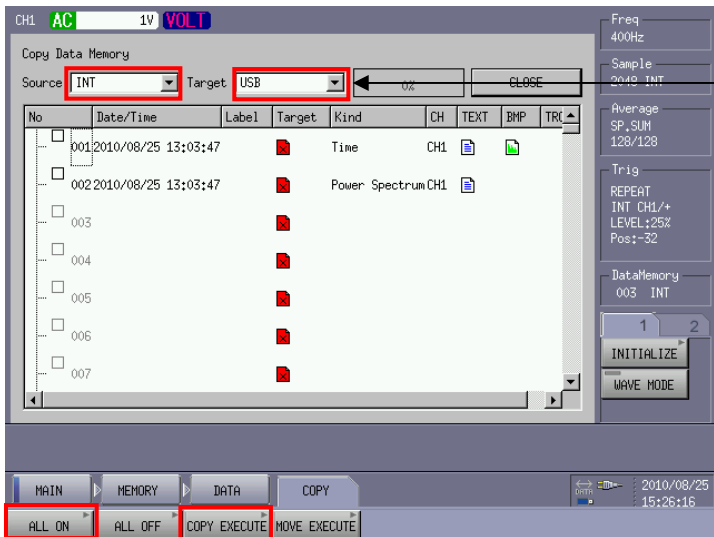 CH1 AC 1V VOLT
Copy Data Memory
Source INT Target USB 0% CLOSE
No Date/Time Label Target Kind CH TEXT BMP TRC
001 2010/08/25 13:03:47 Time CH1
002 2010/08/25 13:03:47 Power Spectrum CH1
003
004
005
006
007
Freq
400Hz
Sample
2048 INT
Average
SP.SUM
128/128
Trig
REPEAT
INT CH1/+
LEVEL:25%
Pos:-32
DataMemory
003 INT
1 2
INITIALIZE
WAVE MODE
MAIN MEMORY DATA COPY
DATA
2010/08/25
15:26:16
ALL ON ALL OFF COPY EXECUTE MOVE EXECUTE